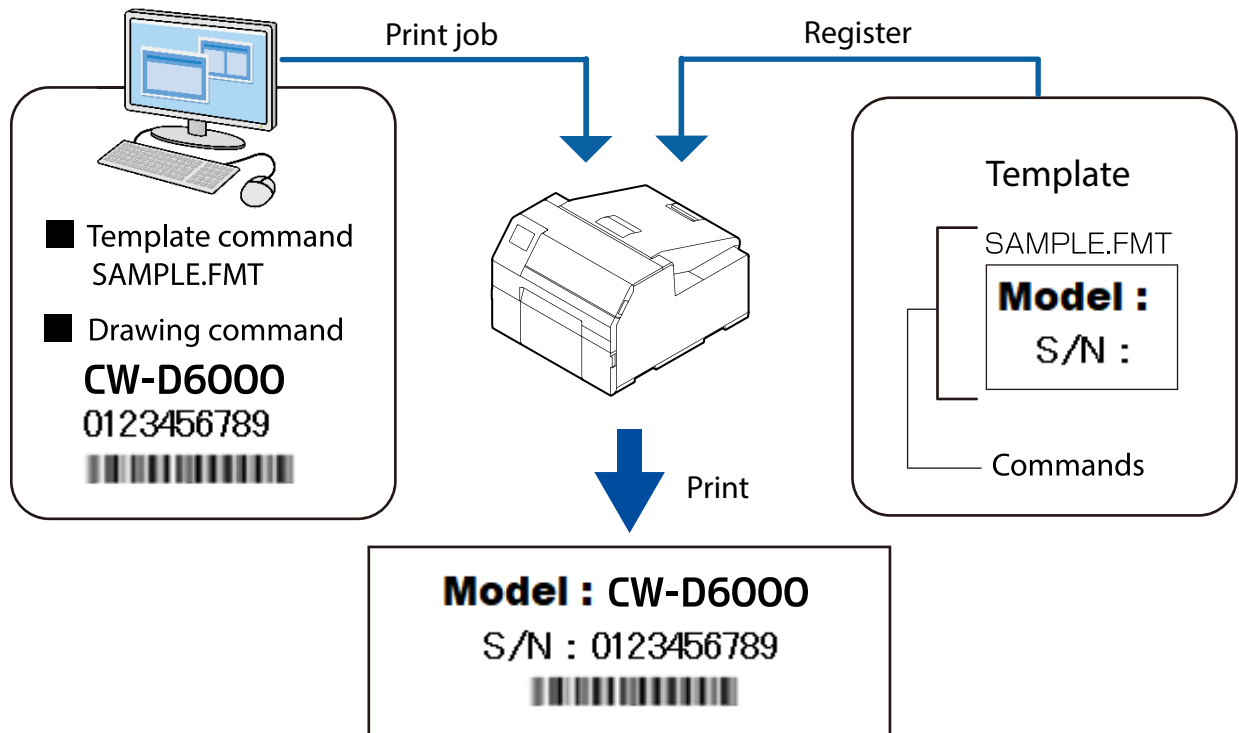 Print job
Register
Template command
SAMPLE.FMT
Drawing command
CW-D6000
0123456789
Template
SAMPLE.FMT
Model :
S/N :
Commands
Print
Model : CW-D6000
S/N : 0123456789